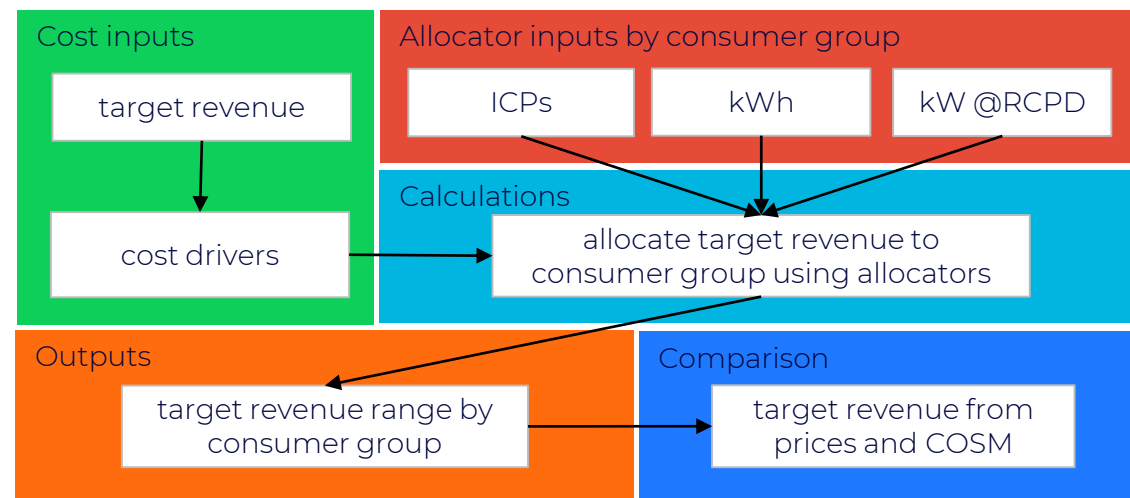 Cost inputs
target revenue
cost drivers
Allocator inputs by consumer group
ICPs
kWh
kW @RCPD
Calculations
allocate target revenue to
consumer group using allocators
Outputs
target revenue range by
consumer group
Comparison
target revenue from
prices and COSM